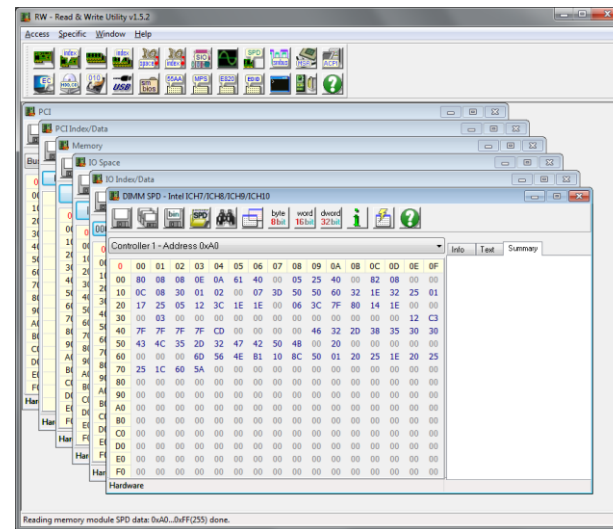 RW - Read & Write Utility v1.5.2
Access Specific Window Help
PCI
PCI Index/Data
Memory
IO Space
IO Index/Data
DIMM SPD - Intel ICH7/ICH8/ICH9/ICH10
bin SPD byte 8bit word 16bit dword 32bit
Controller 1 - Address 0xA0
Info Text Summary
0 00 01 02 03 04 05 06 07 08 09 0A 0B 0C 0D 0E 0F
00 80 08 08 0E 0A 61 40 00 05 25 40 00 82 08 00 00
10 0C 08 30 01 02 00 07 3D 50 50 60 32 1E 32 25 01
20 17 25 05 12 3C 1E 1E 00 06 3C 7F 80 14 1E 00 00
30 00 03 00 00 00 00 00 00 00 00 00 00 00 00 12 C3
40 7F 7F 7F 7F CD 00 00 00 00 46 32 2D 38 35 30 30
50 43 4C 35 2D 32 47 42 50 4B 00 20 00 00 00 00 00
60 00 00 00 6D 56 4E B1 10 8C 50 01 20 25 1E 20 25
70 25 1C 60 5A 00 00 00 00 00 00 00 00 00 00 00 00
80 00 00 00 00 00 00 00 00 00 00 00 00 00 00 00 00
90 00 00 00 00 00 00 00 00 00 00 00 00 00 00 00 00
A0 00 00 00 00 00 00 00 00 00 00 00 00 00 00 00 00
B0 00 00 00 00 00 00 00 00 00 00 00 00 00 00 00 00
C0 00 00 00 00 00 00 00 00 00 00 00 00 00 00 00 00
D0 00 00 00 00 00 00 00 00 00 00 00 00 00 00 00 00
E0 00 00 00 00 00 00 00 00 00 00 00 00 00 00 00 00
F0 00 00 00 00 00 00 00 00 00 00 00 00 00 00 00 00
Hardware
Reading memory module SPD data: 0xA0...0xFF(255) done.